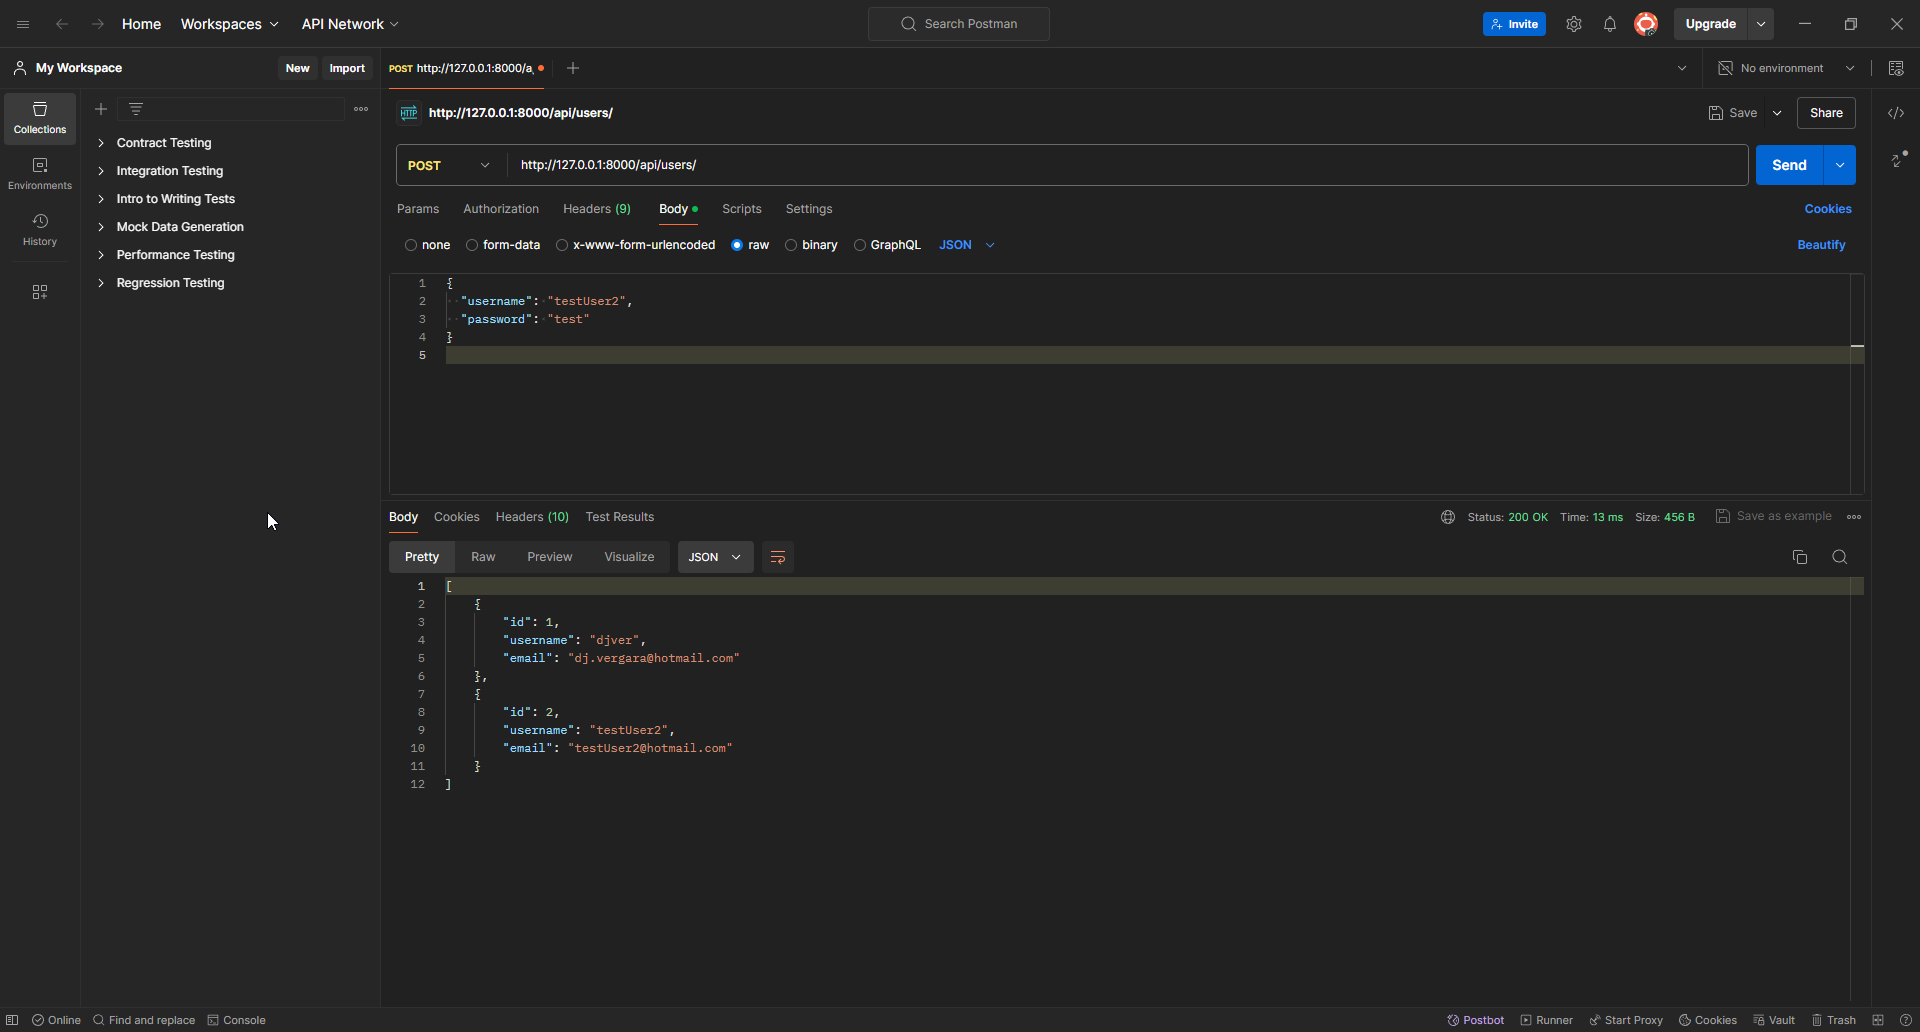 Home Workspaces API Network Search Postman Invite Upgrade
My Workspace New Import POST http://127.0.0.1:8000/a No environment
Collections
Environments
History
Contract Testing
Integration Testing
Intro to Writing Tests
Mock Data Generation
Performance Testing
Regression Testing
HTTP http://127.0.0.1:8000/api/users/ Save Share
POST http://127.0.0.1:8000/api/users/ Send
Params Authorization Headers (9) Body Scripts Settings Cookies
none form-data x-www-form-urlencoded raw binary GraphQL JSON Beautify
1 {
2 "username": "testUser2",
3 "password": "test"
4 }
5
Body Cookies Headers (10) Test Results Status: 200 OK Time: 13 ms Size: 456 B Save as example
Pretty Raw Preview Visualize JSON
1 [
2 {
3 "id": 1,
4 "username": "djver",
5 "email": "dj.vergara@hotmail.com"
6 },
7 {
8 "id": 2,
9 "username": "testUser2",
10 "email": "testUser2@hotmail.com"
11 }
12 ]
Online Find and replace Console Postbot Runner Start Proxy Cookies Vault Trash